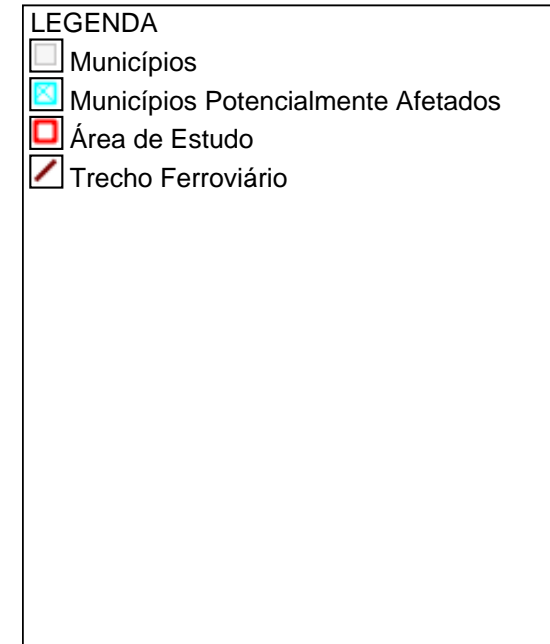 LEGENDA
Municípios
Municípios Potencialmente Afetados
Área de Estudo
Trecho Ferroviário